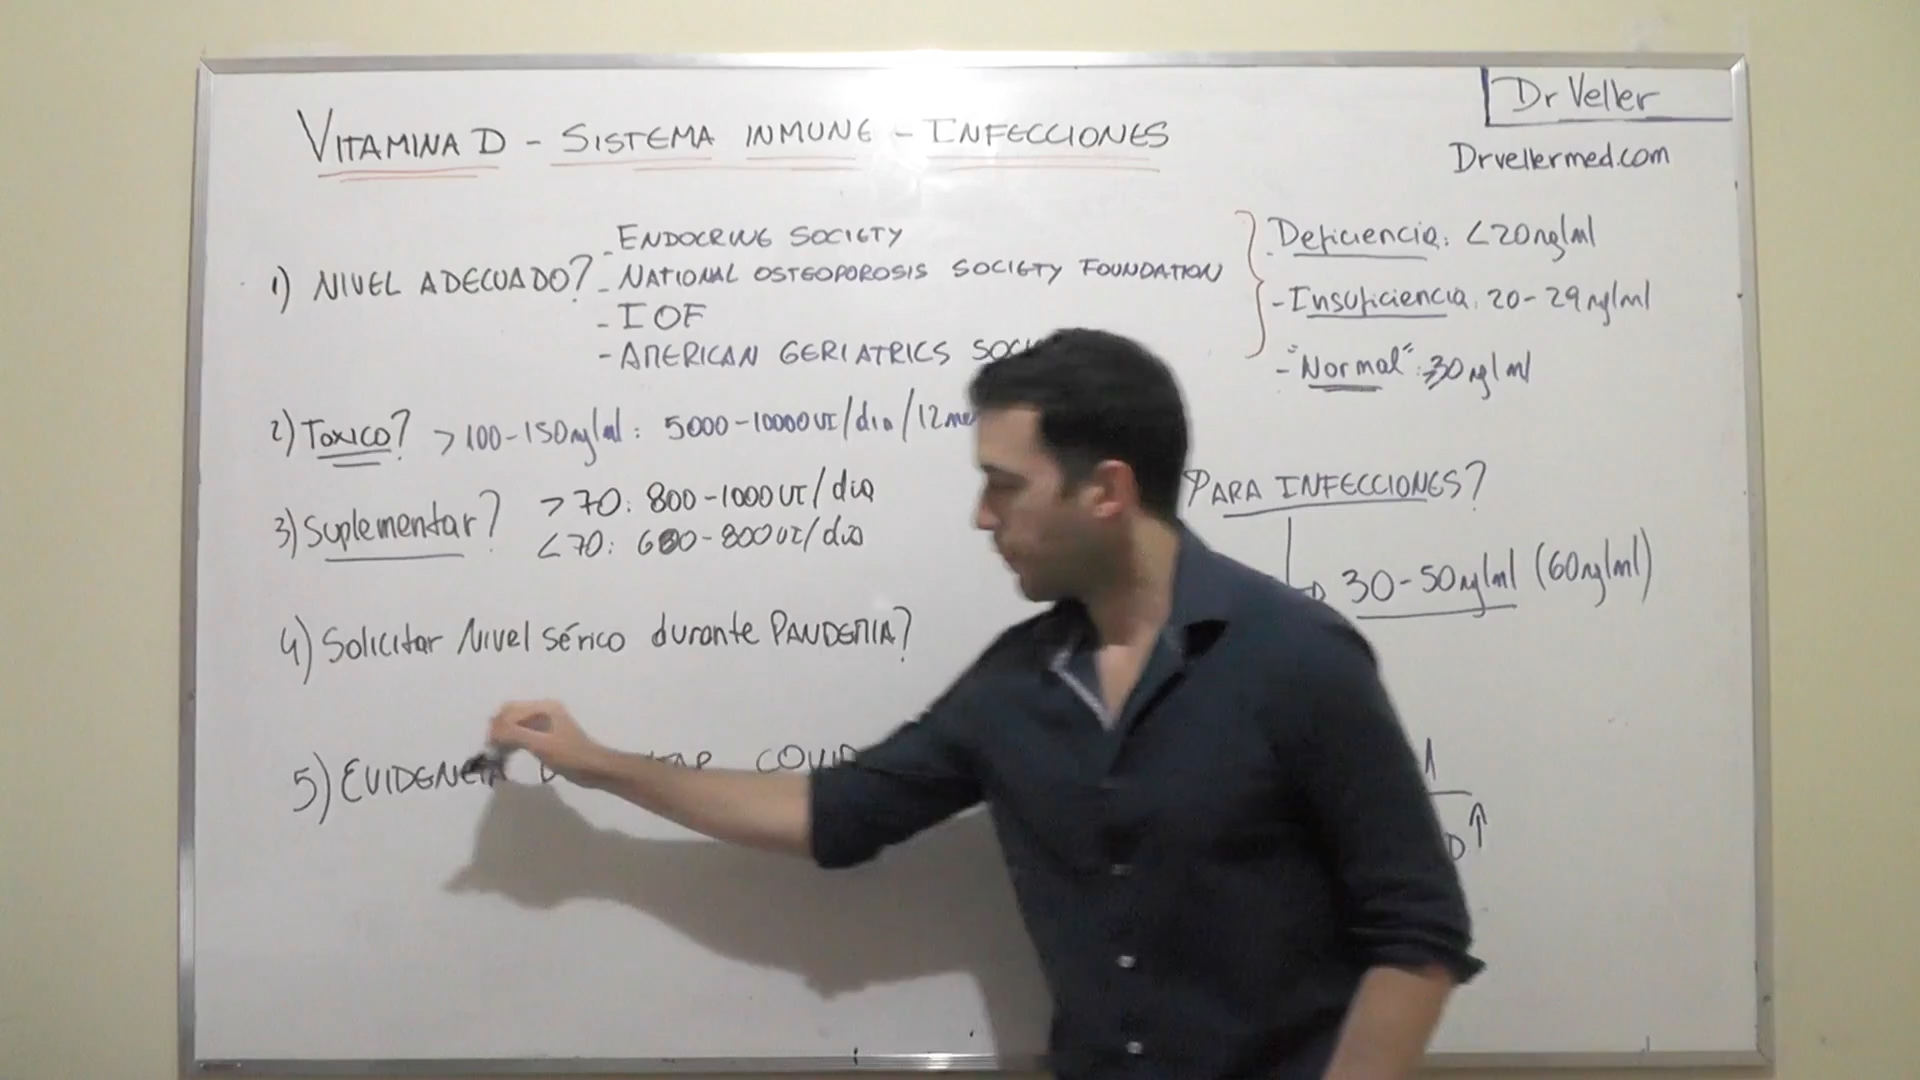 Dr Veller
Drvellermed.com
VITAMINA D - SISTEMA INMUNE - INFECCIONES
1) NIVEL ADECUADO?
- ENDOCRINE SOCIETY
- NATIONAL OSTEOPOROSIS SOCIETY FOUNDATION
- IOF
- AMERICAN GERIATRICS
- Deficiencia: <20ng/ml
- Insuficiencia: 20-29ng/ml
- "Normal": ≥30ng/ml
2) Toxico? >100-150ng/ml: 5000-10000UI/dia/12
3) Suplementar? >70: 800-1000UI/dia
<70: 600-800UI/dia
PARA INFECCIONES?
→ 30-50ng/ml (60ng/ml)
4) Solicitar Nivel sérico durante PANDEMIA?
5) EVIDENCIA
D↑